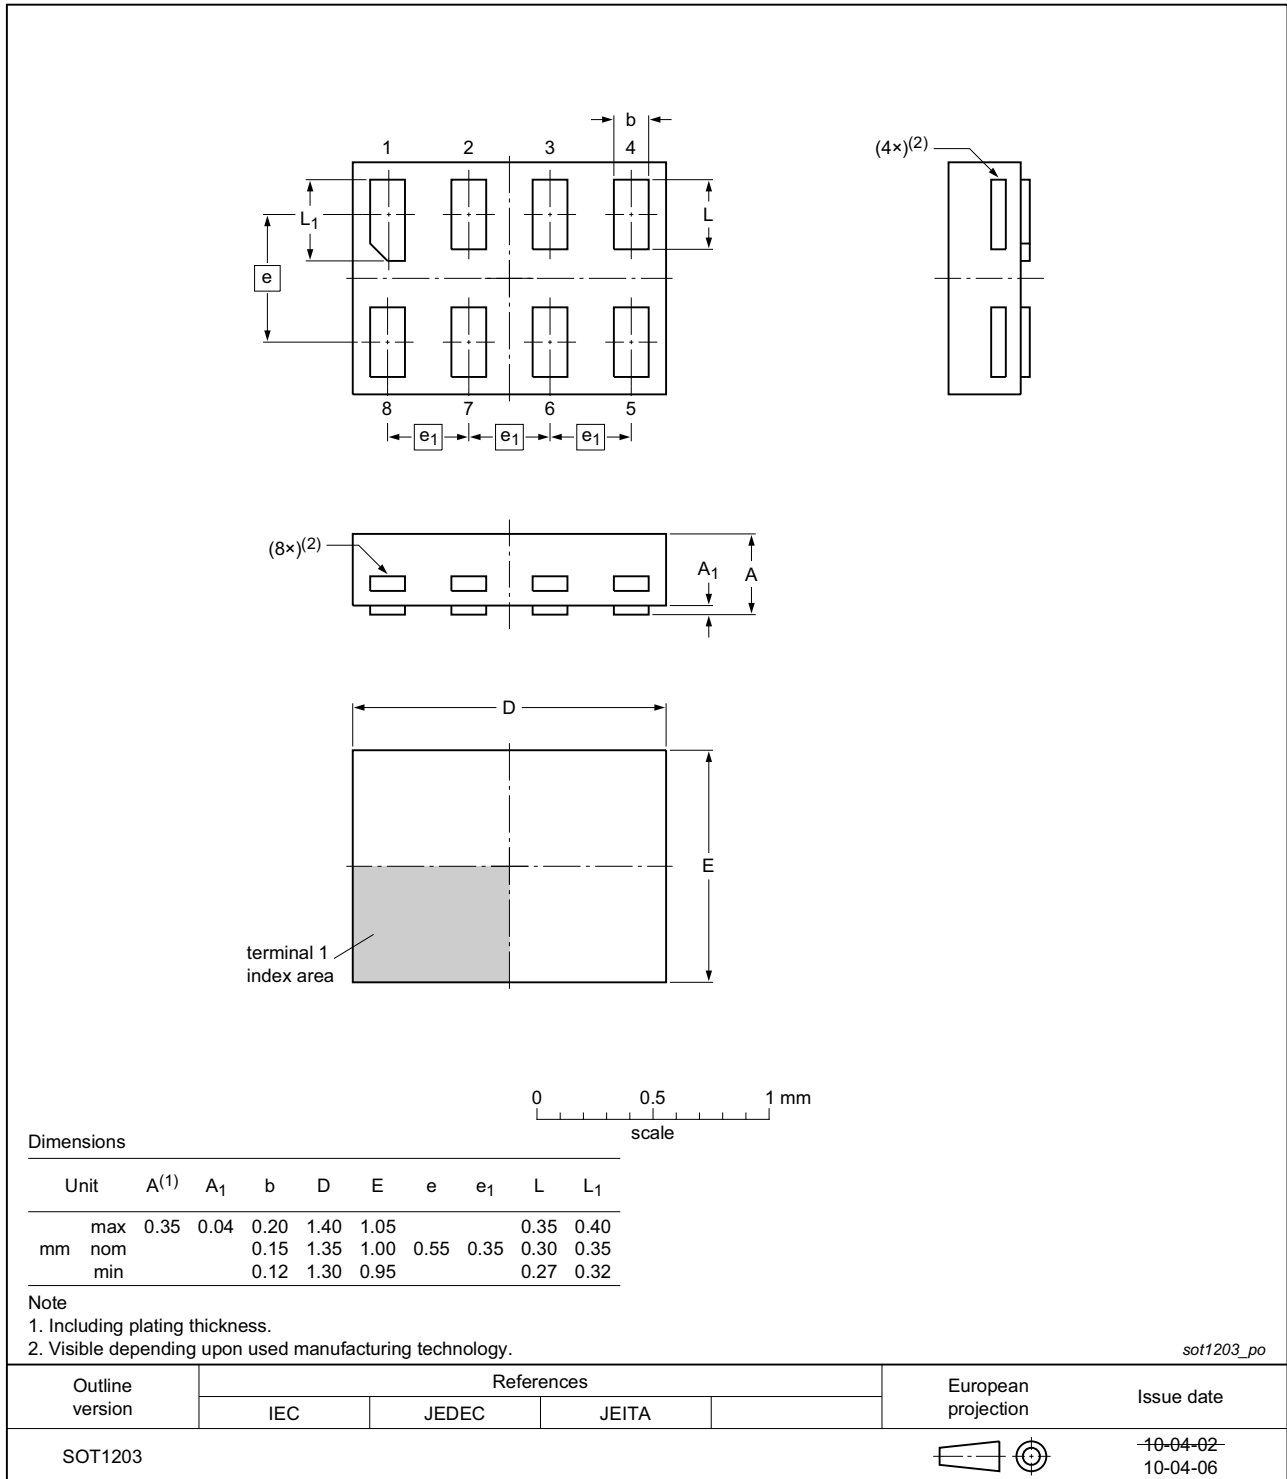 b
1 2 3 4
(4×)(2)
L1
L
e
8 7 6 5
e1 e1 e1
(8×)(2)
A1 A
D
E
terminal 1
index area
0 0.5 1 mm
scale
Dimensions
Unit A(1) A1 b D E e e1 L L1
max 0.35 0.04 0.20 1.40 1.05 0.35 0.40
mm nom 0.15 1.35 1.00 0.55 0.35 0.30 0.35
min 0.12 1.30 0.95 0.27 0.32
Note
1. Including plating thickness.
2. Visible depending upon used manufacturing technology.
sot1203_po
Outline
version
References
IEC JEDEC JEITA
European
projection
Issue date
SOT1203
10-04-02
10-04-06